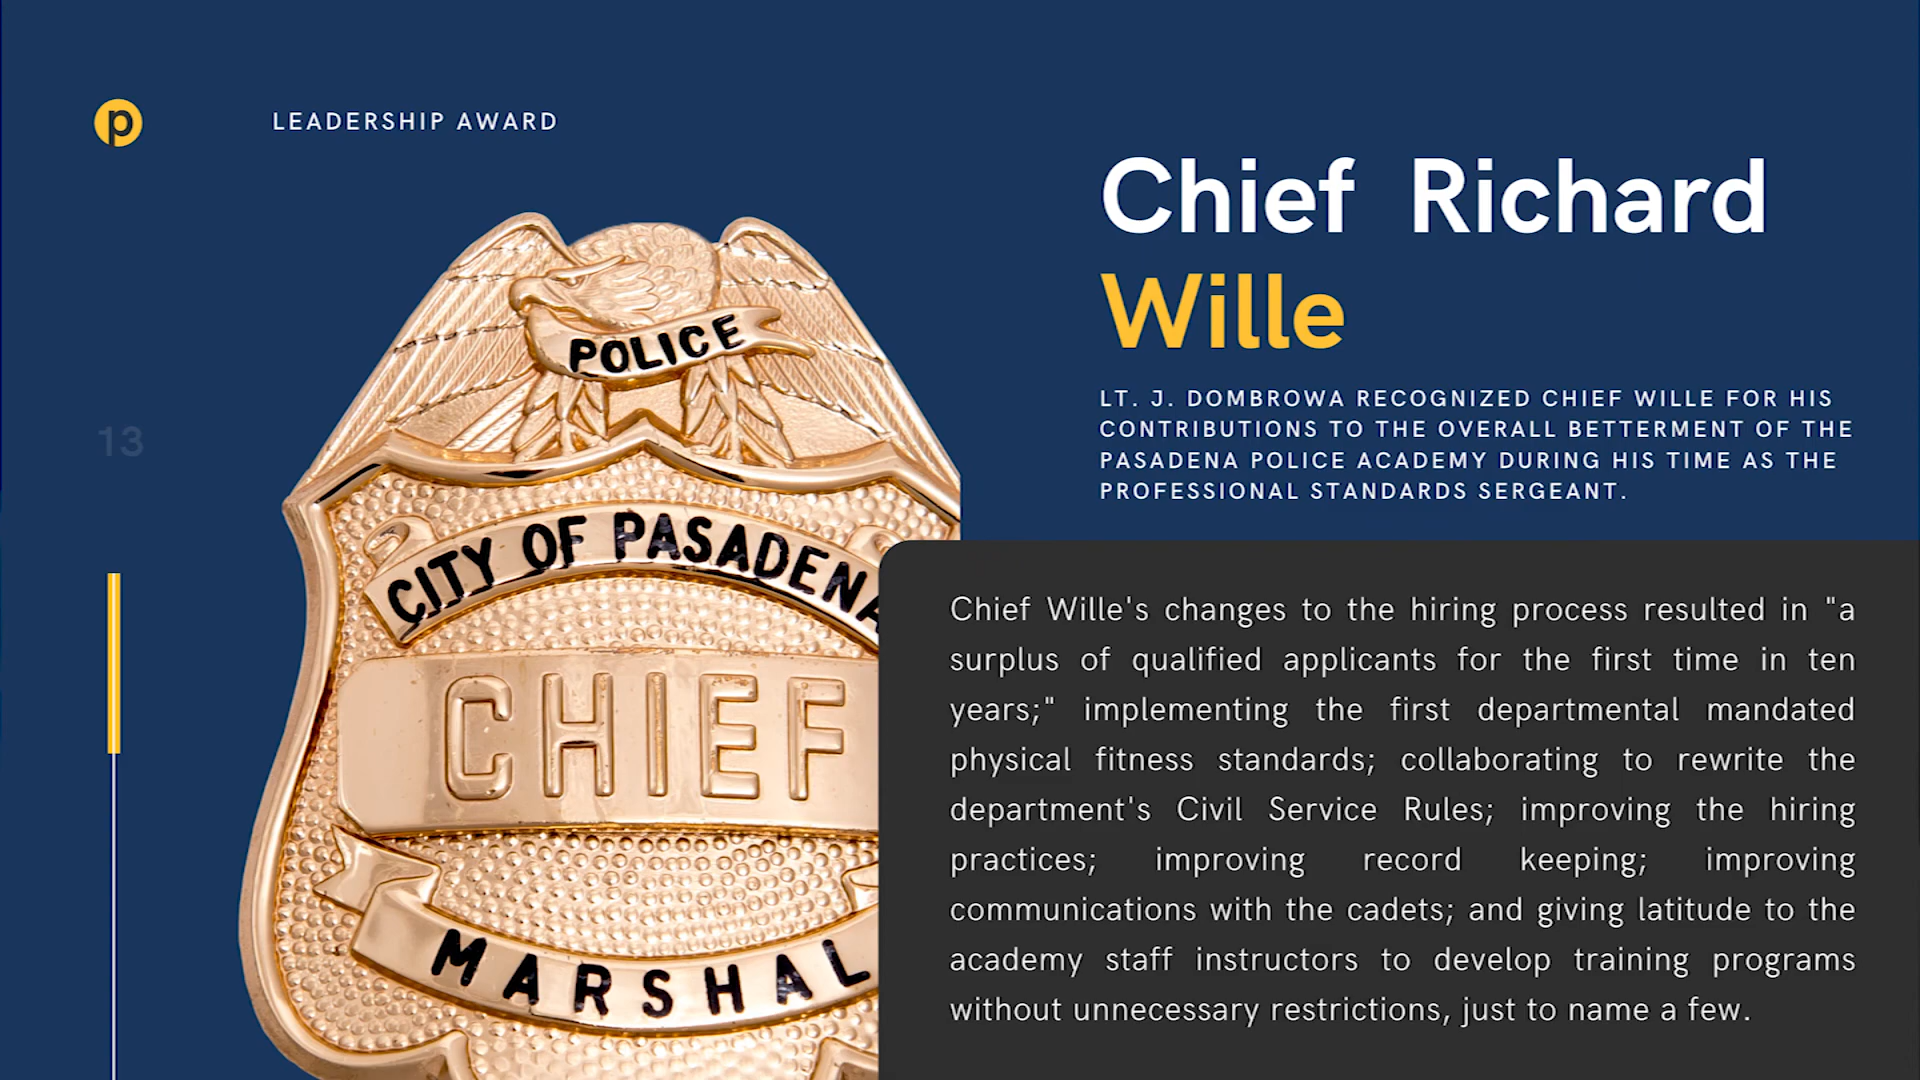 p
LEADERSHIP AWARD
Chief Richard
Wille
LT. J. DOMBROWA RECOGNIZED CHIEF WILLE FOR HIS
CONTRIBUTIONS TO THE OVERALL BETTERMENT OF THE
PASADENA POLICE ACADEMY DURING HIS TIME AS THE
PROFESSIONAL STANDARDS SERGEANT.
13
POLICE
CITY OF PASADENA
CHIEF
MARSHAL
Chief Wille's changes to the hiring process resulted in "a
surplus of qualified applicants for the first time in ten
years;" implementing the first departmental mandated
physical fitness standards; collaborating to rewrite the
department's Civil Service Rules; improving the hiring
practices; improving record keeping; improving
communications with the cadets; and giving latitude to the
academy staff instructors to develop training programs
without unnecessary restrictions, just to name a few.